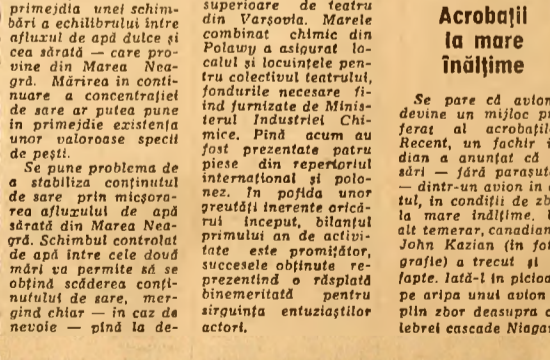 primejdia unei schim-
bări a echilibrului între
afluxul de apă dulce și
cea sărată — care pro-
vine din Marea Nea-
gră. Mărirea în conti-
nuare a concentrației
de sare ar putea pune
în primejdie existența
unor valoroase specii
de pești.
Se pune problema de
a stabiliza conținutul
de sare prin micșora-
rea afluxului de apă
sărată din Marea Nea-
gră. Schimbul controlat
de apă între cele două
mări va permite să se
obțină scăderea conți-
nutului de sare, mer-
gînd chiar — în caz de
nevoie — pînă la de-
superioare de teatru
din Varșovia. Marele
combinat chimic din
Polawy a asigurat lo-
calul și locuințele pen-
tru colectivul teatrului,
fondurile necesare fi-
ind furnizate de Minis-
terul Industriei Chi-
mice. Pînă acum au
fost prezentate patru
piese din repertoriul
internațional și polo-
nez. În pofida unor
greutăți inerente orică-
rui început, bilanțul
primului an de activi-
tate este promițător,
succesele obținute re-
prezentînd o răsplată
binemeritată pentru
sîrguința entuziaștilor
actori.
Acrobații
la mare
înălțime
Se pare că avion
devine un mijloc pr
ferat al acrobațil
Recent, un fachir i
dian a anunțat că
sări — fără parașut
— dintr-un avion în
tul, în condiții de zb
la mare înălțime.
alt temerar, canadian
John Kazian (în fo
grafie) a trecut și
fapte. Iată-l în picioa
pe aripa unui avion
plin zbor deasupra c
lebrei cascade Niagar